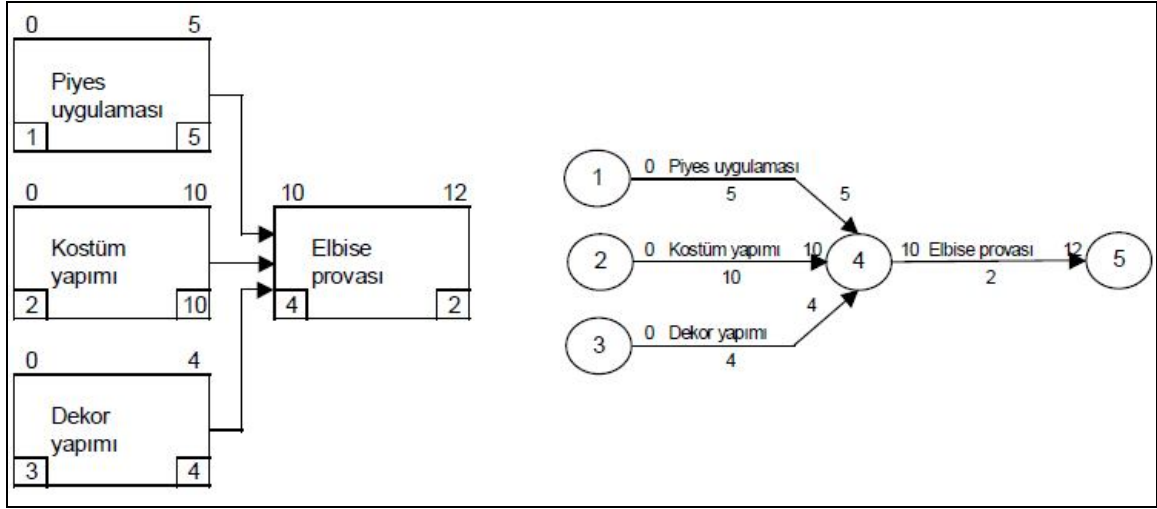 0 5
Piyes
uygulaması
1 5
0 10
Kostüm
yapımı
2 10
0 4
Dekor
yapımı
3 4
10 12
Elbise
provası
4 2
1
0 Piyes uygulaması
5
5
2
0 Kostüm yapımı 10
10
3
0 Dekor yapımı
4
4
4
10 Elbise provası 12
2
5